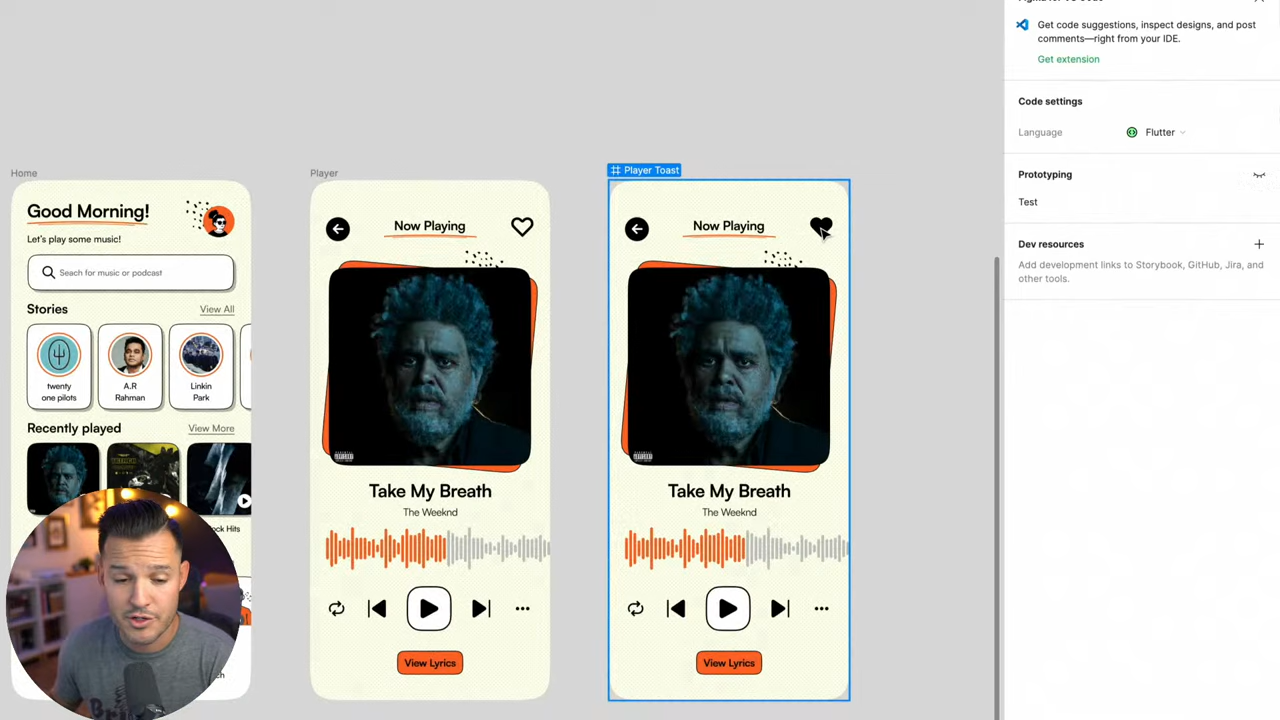 Get code suggestions, inspect designs, and post
comments—right from your IDE.
Get extension
Code settings
Language
Flutter
Prototyping
Test
Dev resources
Add development links to Storybook, GitHub, Jira, and
other tools.
Home
Good Morning!
Let's play some music!
Seach for music or podcast
Stories
View All
twenty
one pilots
A.R
Rahman
Linkin
Park
Recently played
View More
Hits
Player
Now Playing
Take My Breath
The Weeknd
View Lyrics
Player Toast
Now Playing
Take My Breath
The Weeknd
View Lyrics